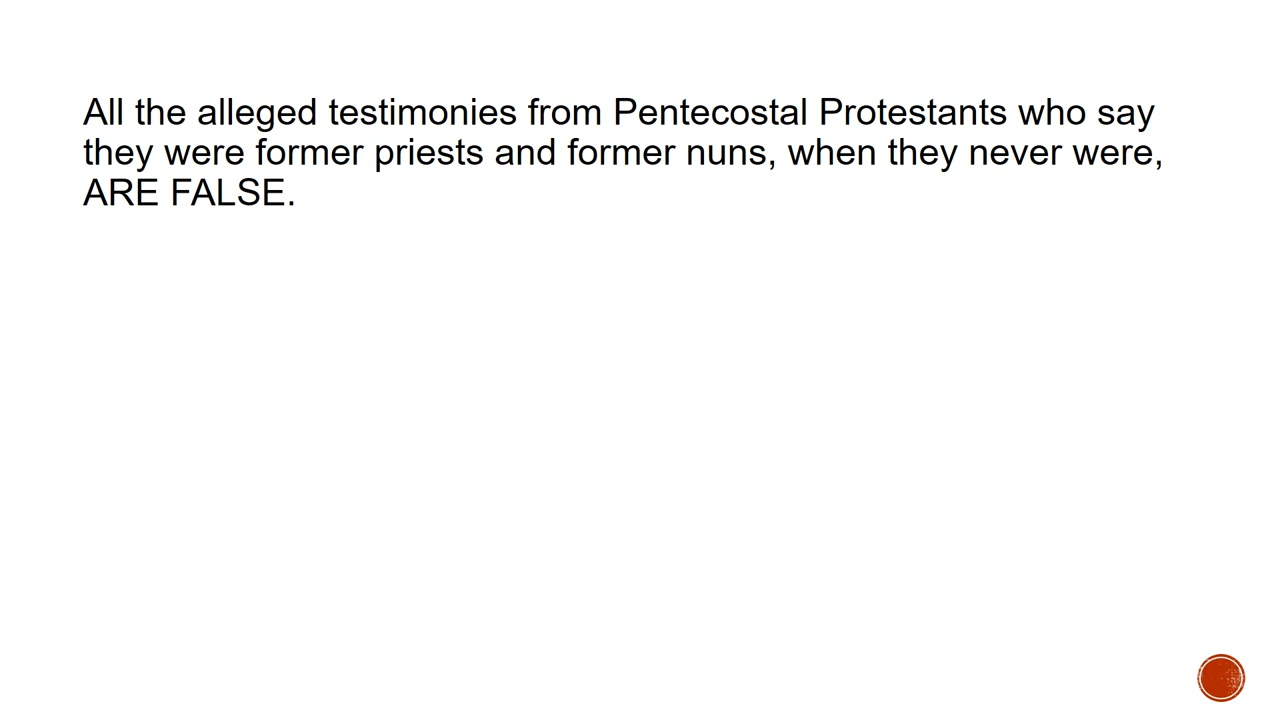 All the alleged testimonies from Pentecostal Protestants who say
they were former priests and former nuns, when they never were,
ARE FALSE.